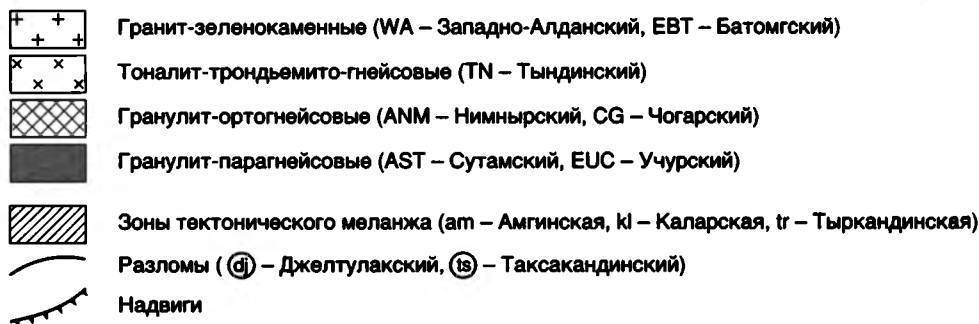 Гранит-зеленокаменные (WA – Западно-Алданский, EBT – Батомгский)
Тоналит-трондьемито-гнейсовые (TN – Тындинский)
Гранулит-ортогнейсовые (ANM – Нимнырский, CG – Чогарский)
Гранулит-парагнейсовые (AST – Сутамский, EUC – Учурский)
Зоны тектонического меланжа (am – Амгинская, kl – Каларская, tr – Тыркандинская)
Разломы ( dj – Джелтулакский, ts – Таксакандинский)
Надвиги